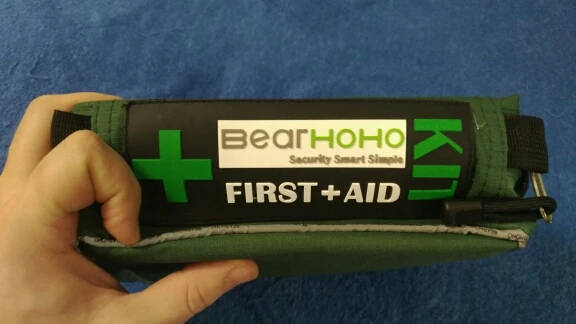 BearHOHO
Security Smart Simple
FIRST+AID
KIT